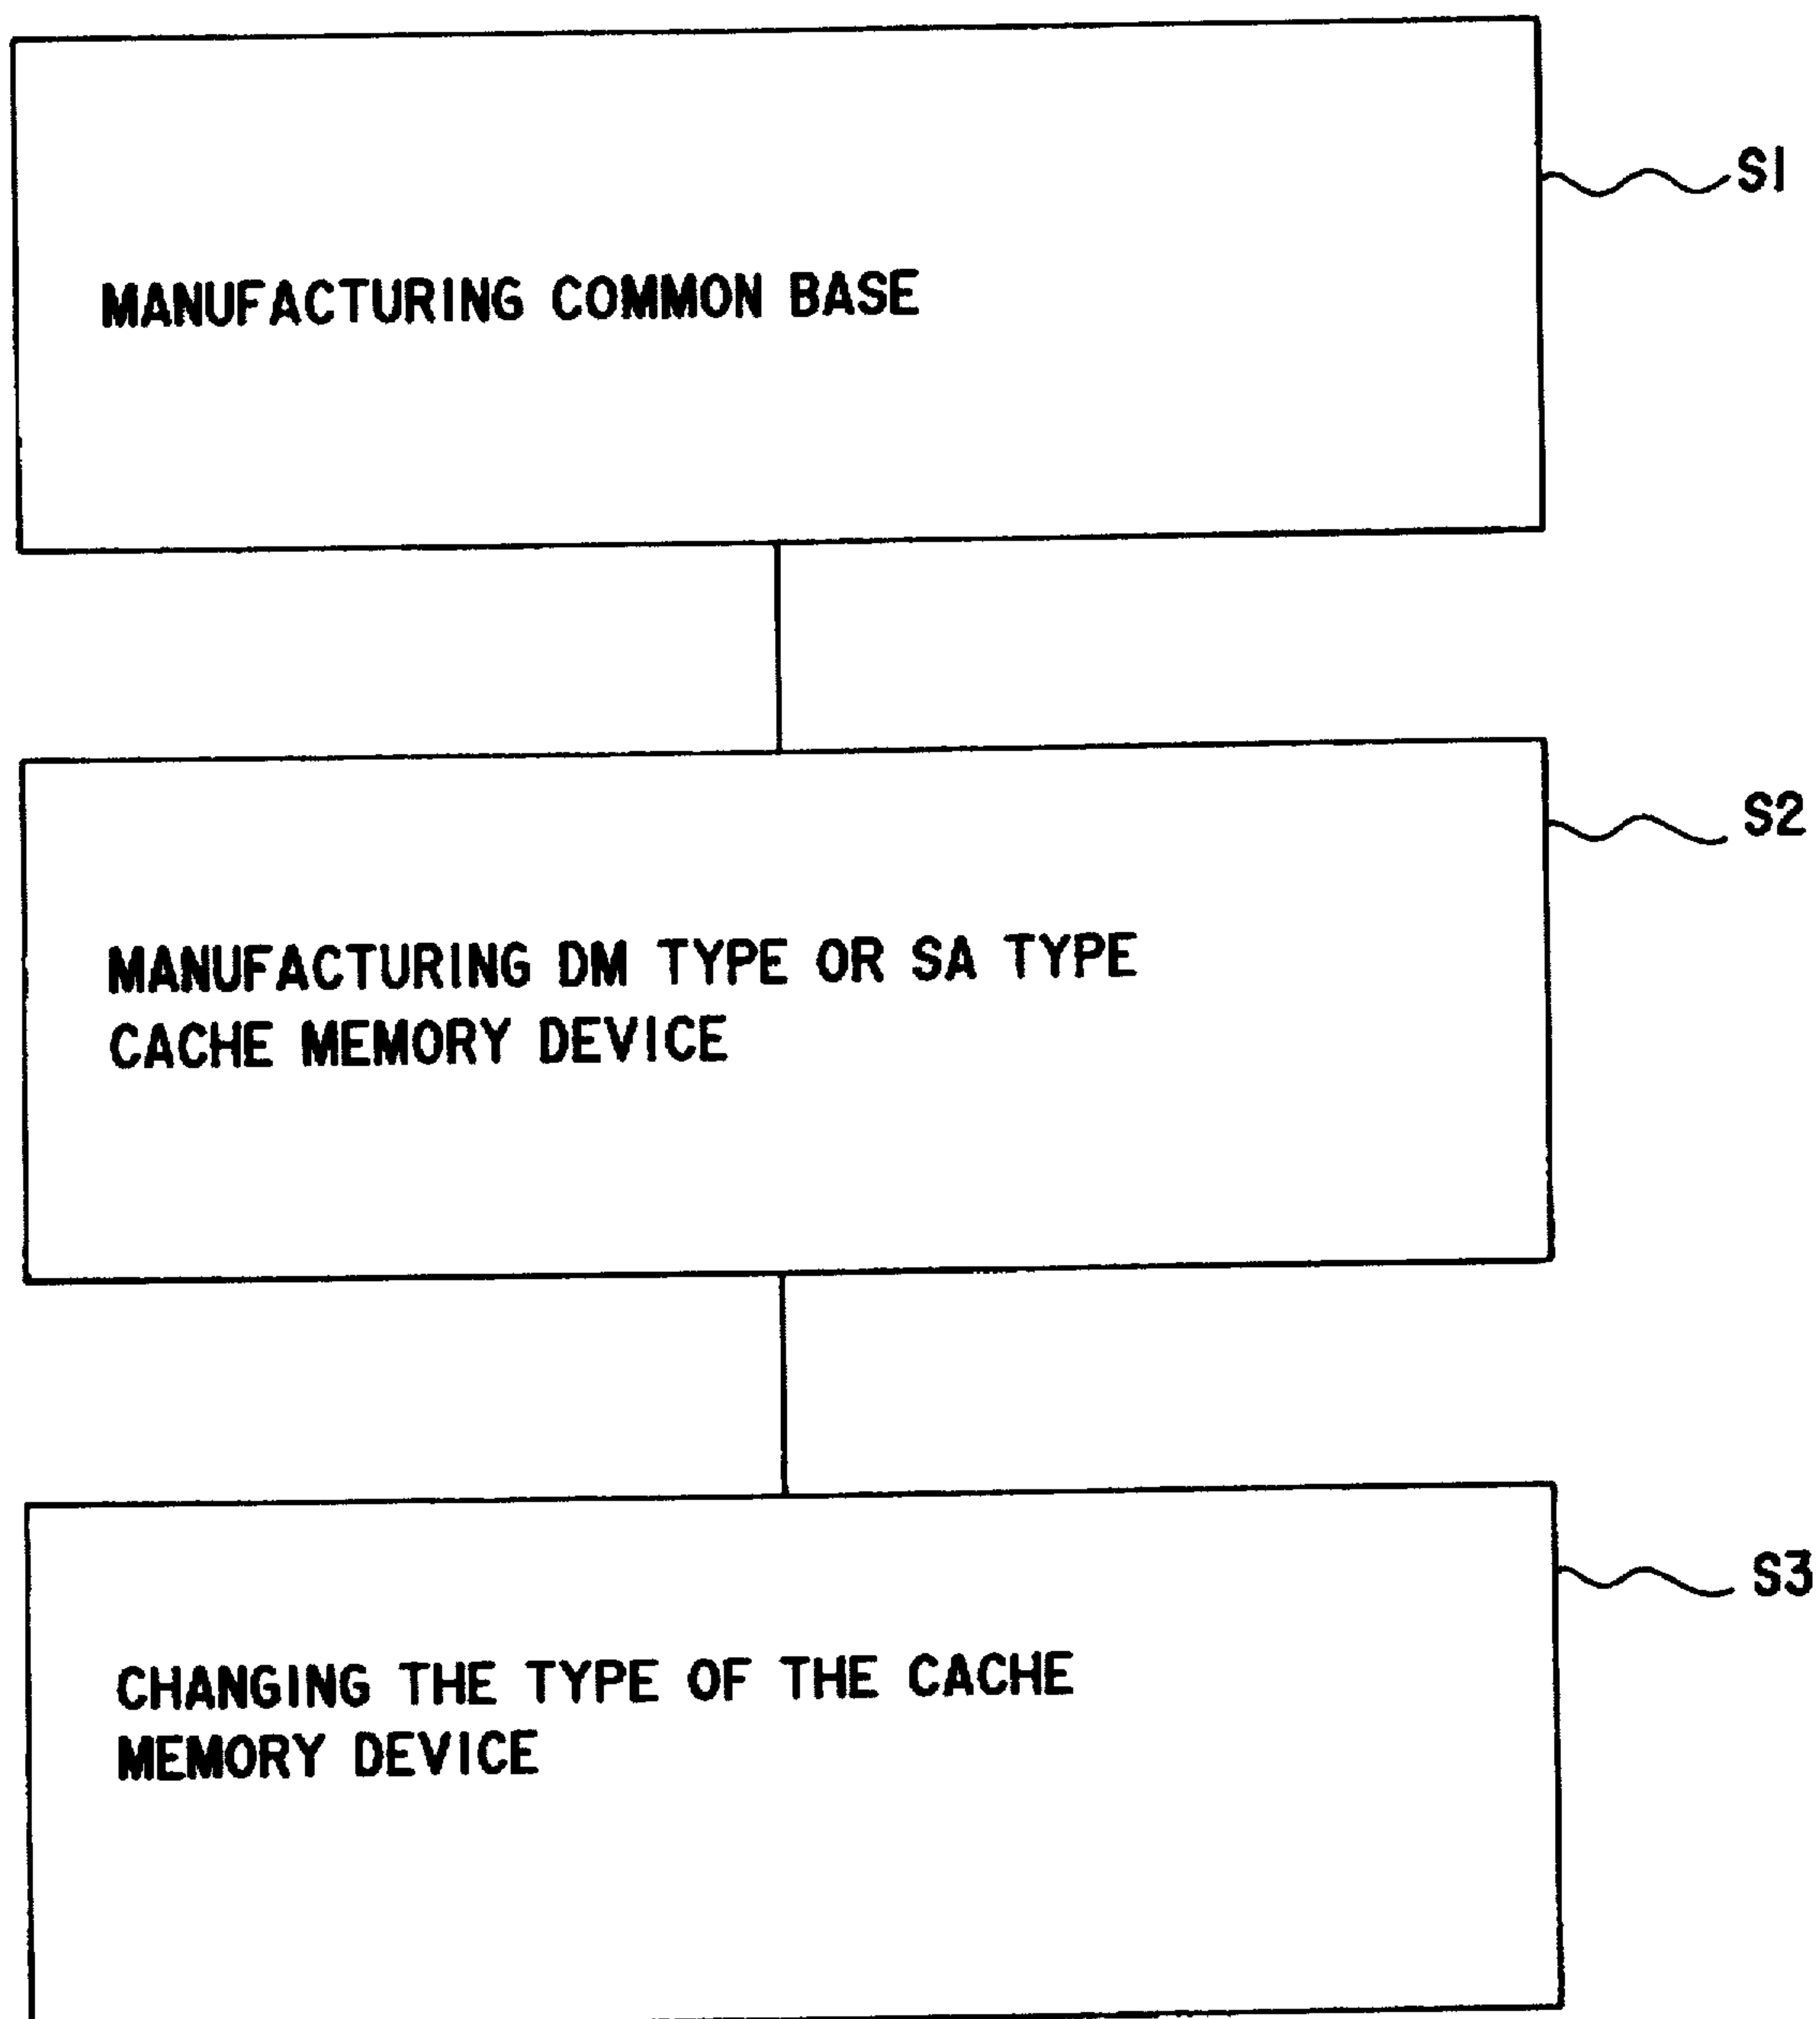 S1
MANUFACTURING COMMON BASE
S2
MANUFACTURING DM TYPE OR SA TYPE
CACHE MEMORY DEVICE
S3
CHANGING THE TYPE OF THE CACHE
MEMORY DEVICE